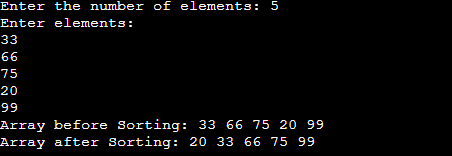 Enter the number of elements: 5
Enter elements:
33
66
75
20
99
Array before Sorting: 33 66 75 20 99
Array after Sorting: 20 33 66 75 99